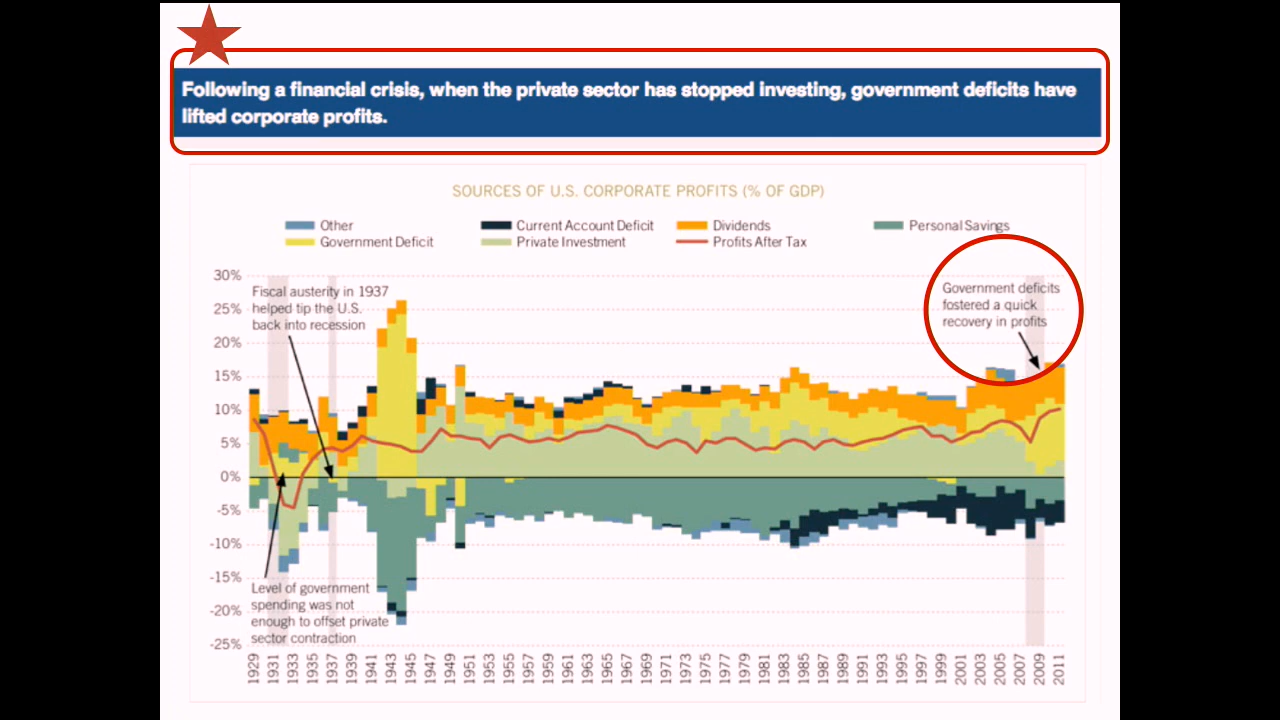 Following a financial crisis, when the private sector has stopped investing, government deficits have
lifted corporate profits.
SOURCES OF U.S. CORPORATE PROFITS (% OF GDP)
Other
Current Account Deficit
Dividends
Personal Savings
Government Deficit
Private Investment
Profits After Tax
30%
25%
20%
15%
10%
5%
0%
-5%
-10%
-15%
-20%
-25%
Fiscal austerity in 1937
helped tip the U.S.
back into recession
Government deficits
fostered a quick
recovery in profits
Level of government
spending was not
enough to offset private
sector contraction
1929
1931
1933
1935
1937
1939
1941
1943
1945
1947
1949
1951
1953
1955
1957
1959
1961
1963
1965
1967
1969
1971
1973
1975
1977
1979
1981
1983
1985
1987
1989
1991
1993
1995
1997
1999
2001
2003
2005
2007
2009
2011